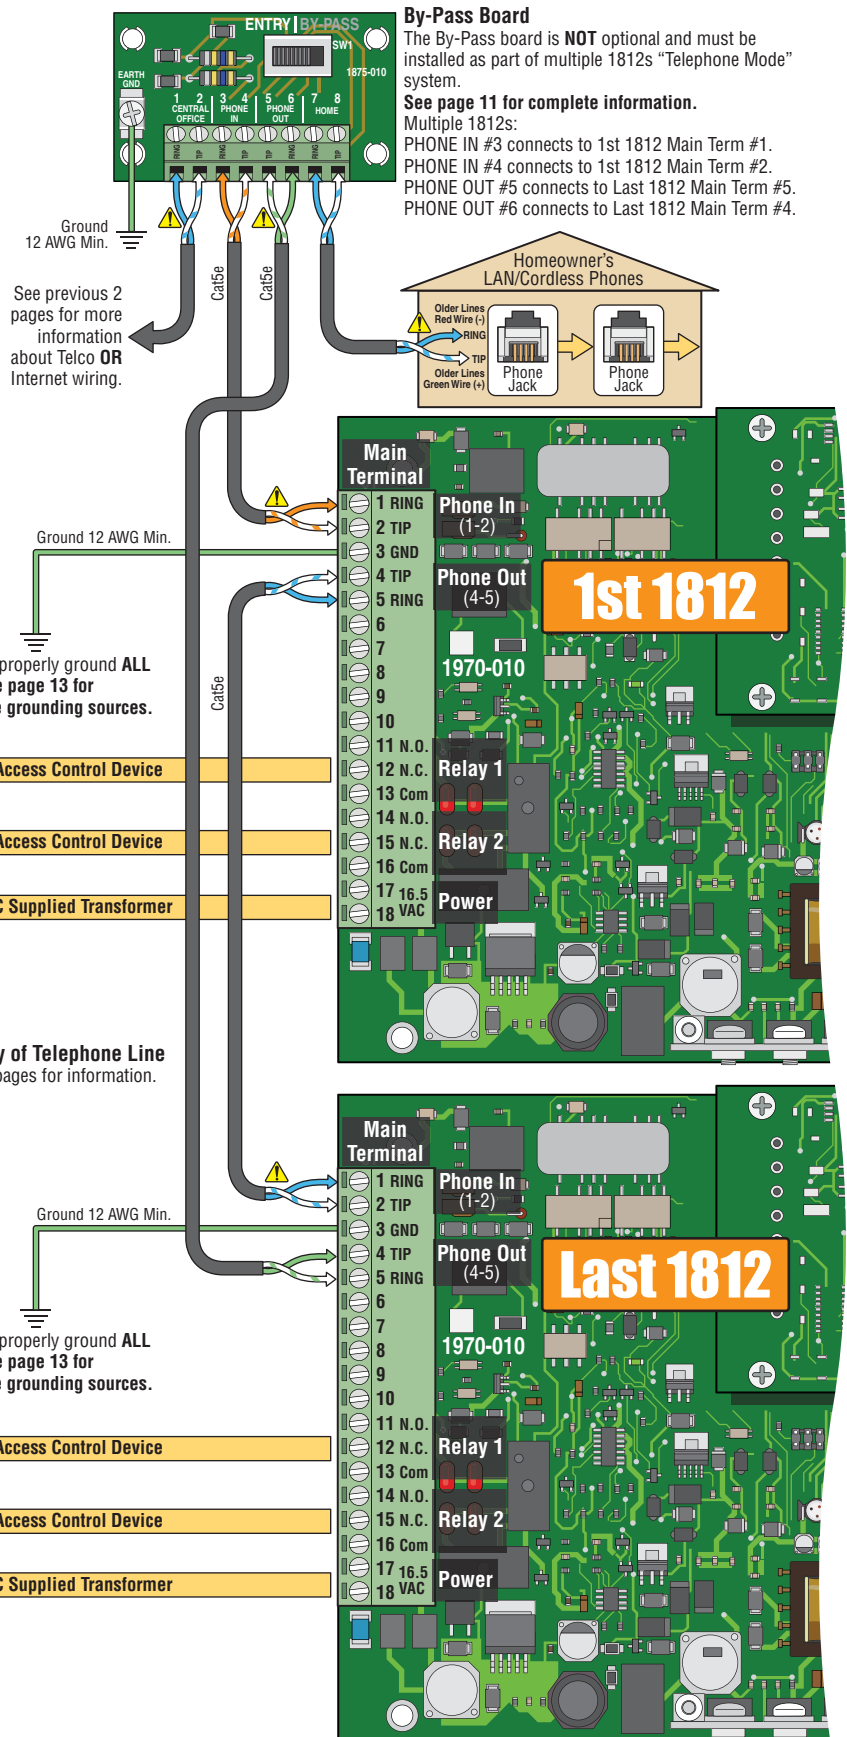 By-Pass Board
The By-Pass board is NOT optional and must be
installed as part of multiple 1812s “Telephone Mode”
system.
See page 11 for complete information.
Multiple 1812s:
PHONE IN #3 connects to 1st 1812 Main Term #1.
PHONE IN #4 connects to 1st 1812 Main Term #2.
PHONE OUT #5 connects to Last 1812 Main Term #5.
PHONE OUT #6 connects to Last 1812 Main Term #4.
ENTRY BY-PASS
SW1
1875-010
EARTH
GND
1 2 3 4 5 6 7 8
CENTRAL
OFFICE
PHONE
IN
PHONE
OUT
HOME
RING TIP RING TIP TIP RING RING TIP
Ground
12 AWG Min.
Cat5e
Cat5e
See previous 2
pages for more
information
about Telco OR
Internet wiring.
Homeowner's
LAN/Cordless Phones
Older Lines
Red Wire (-)
RING
TIP
Older Lines
Green Wire (+)
Phone
Jack
Phone
Jack
Main
Terminal
1 RING
2 TIP
3 GND
4 TIP
5 RING
6
7
8
9
10
11 N.O.
12 N.C.
13 Com
14 N.O.
15 N.C.
16 Com
17 16.5
18 VAC
Phone In
(1-2)
Phone Out
(4-5)
1st 1812
1970-010
Relay 1
Relay 2
Power
Ground 12 AWG Min.
properly ground ALL
e page 13 for
e grounding sources.
Cat5e
Access Control Device
Access Control Device
C Supplied Transformer
y of Telephone Line
pages for information.
Main
Terminal
1 RING
2 TIP
3 GND
4 TIP
5 RING
6
7
8
9
10
11 N.O.
12 N.C.
13 Com
14 N.O.
15 N.C.
16 Com
17 16.5
18 VAC
Phone In
(1-2)
Phone Out
(4-5)
Last 1812
1970-010
Relay 1
Relay 2
Power
Ground 12 AWG Min.
properly ground ALL
e page 13 for
e grounding sources.
Access Control Device
Access Control Device
C Supplied Transformer